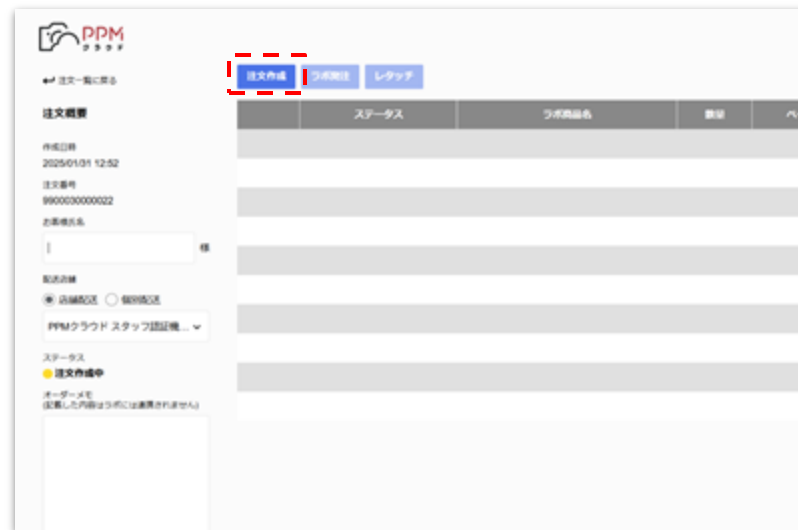 PPM
クラウド
注文一覧に戻る
注文作成
ラボ発注
レタッチ
注文概要
ステータス
ラボ商品名
数量
ペ
作成日時
2025/01/31 12:52
注文番号
9900030000022
お客様氏名
様
配送店舗
店舗配送
個別配送
PPMクラウド スタッフ認証機...
ステータス
注文作成中
オーダーメモ
(記載した内容はラボには連携されません)